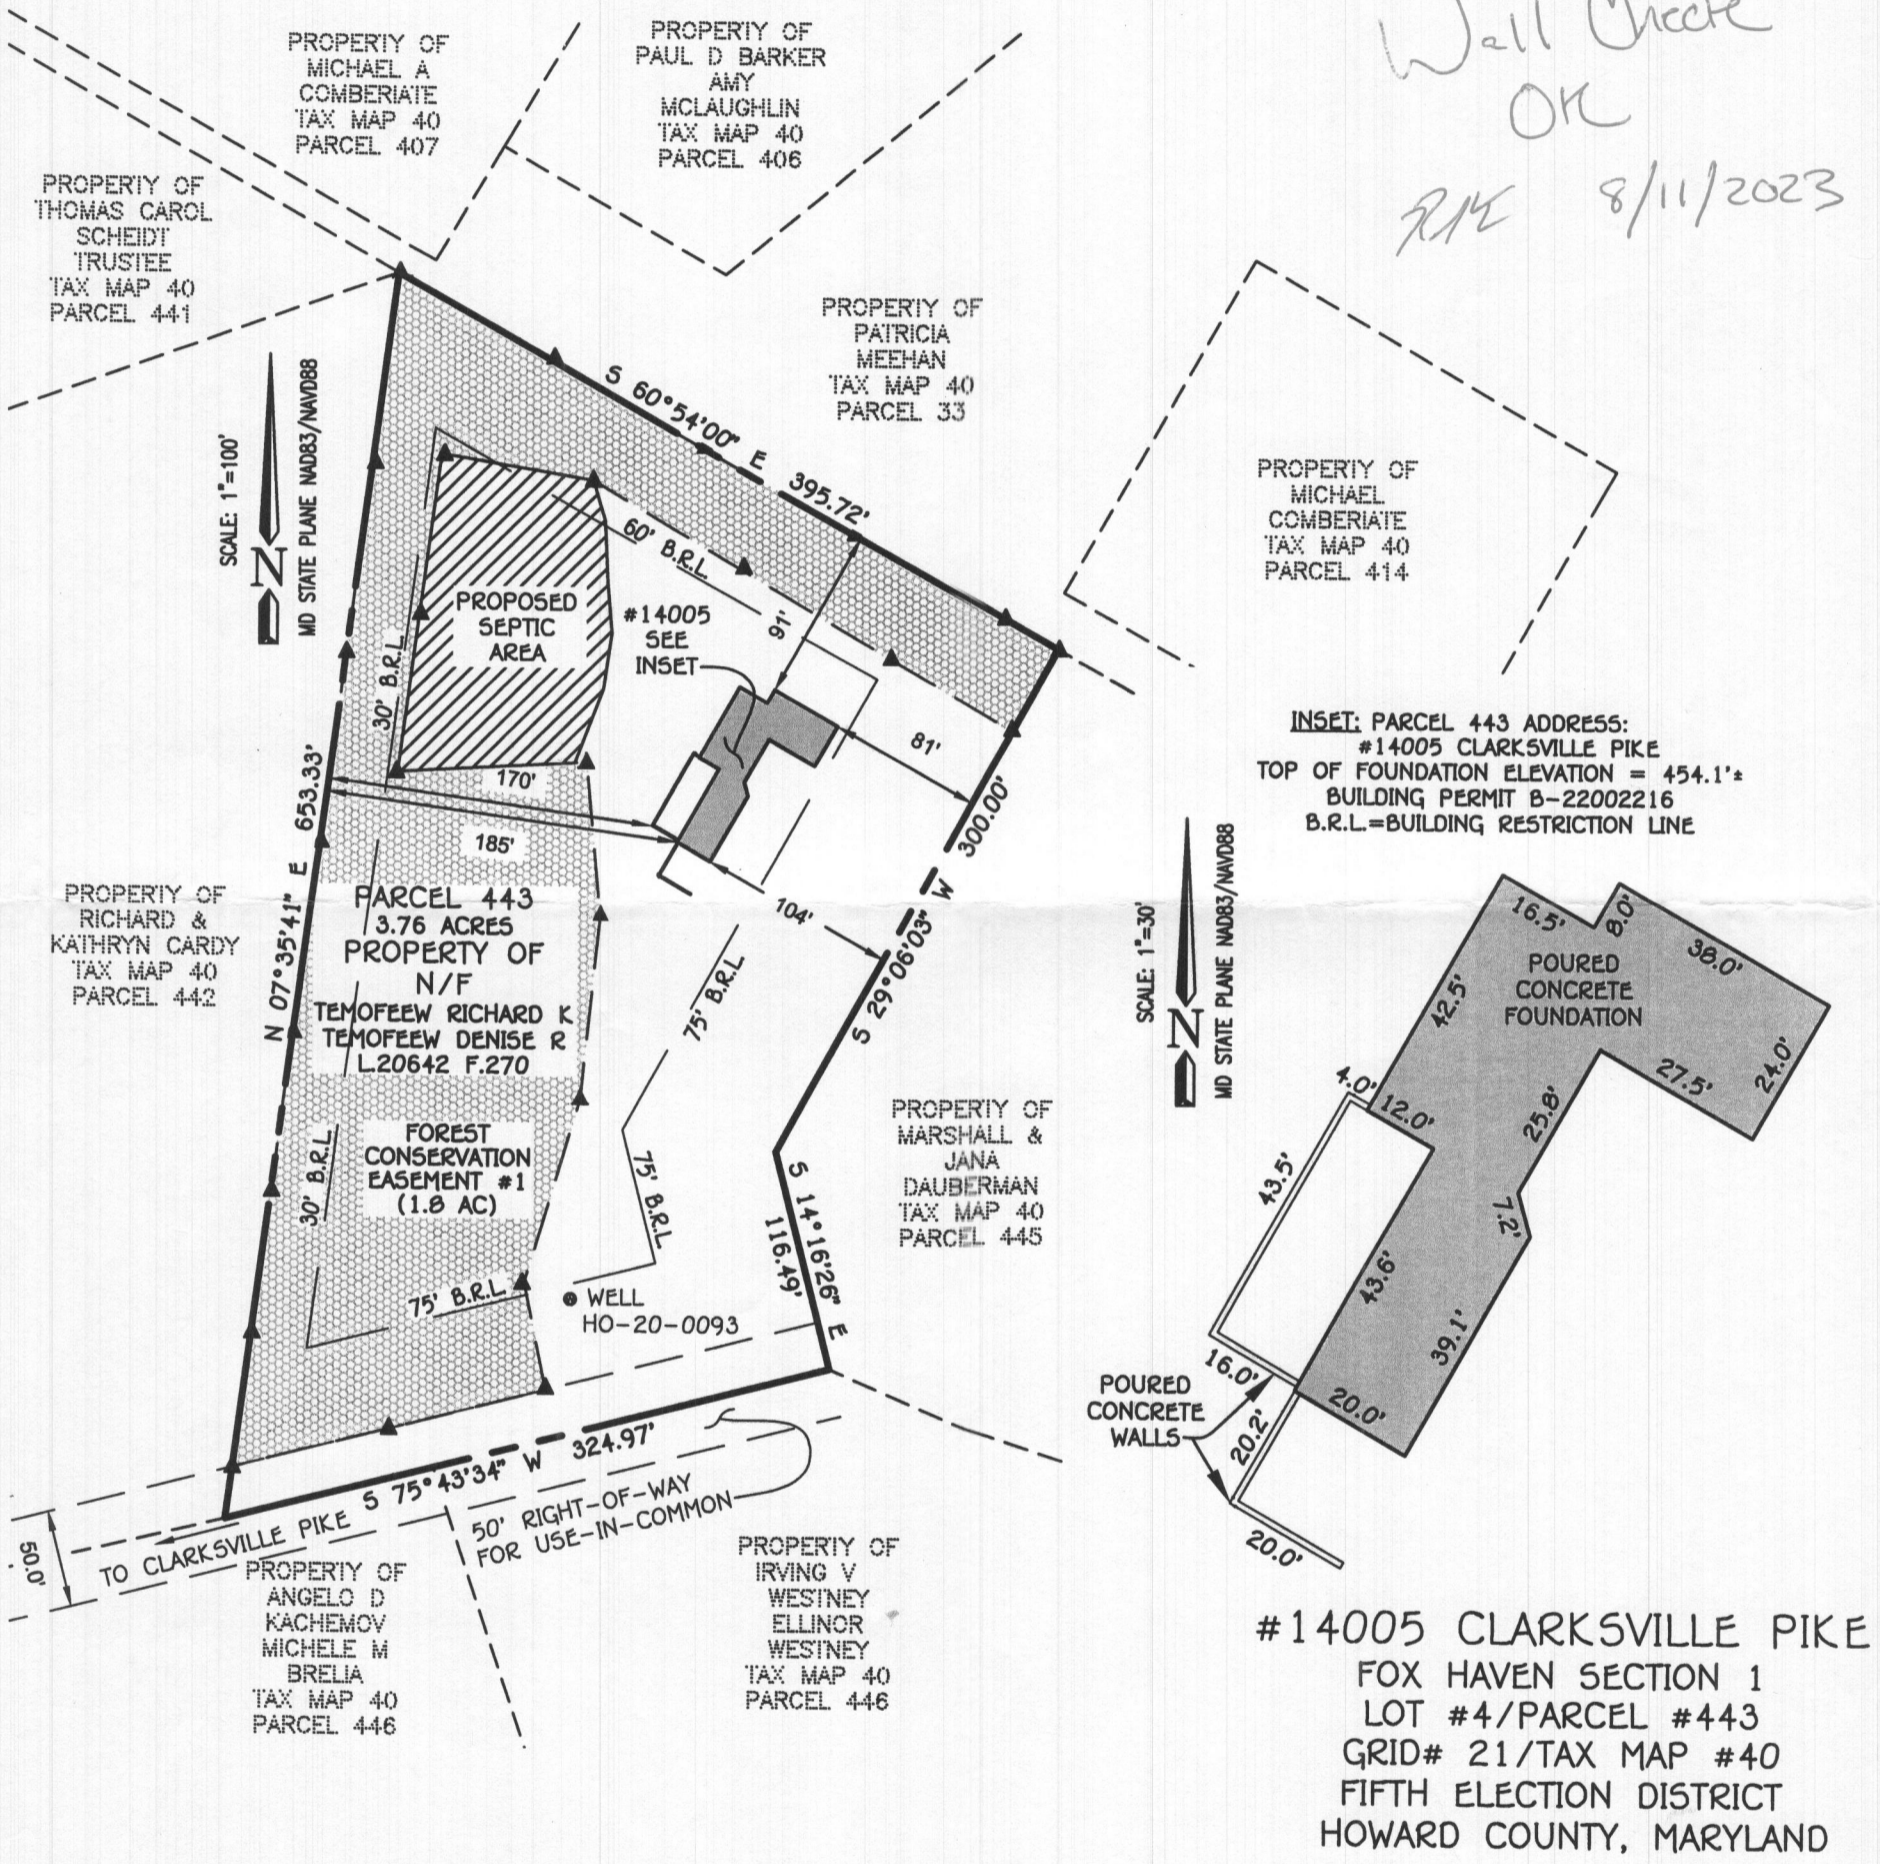 Wall Check
OK
8/11/2023
PROPERTY OF
MICHAEL A
COMBERIATE
TAX MAP 40
PARCEL 407
PROPERTY OF
PAUL D BARKER
AMY
MCLAUGHLIN
TAX MAP 40
PARCEL 406
PROPERTY OF
THOMAS CAROL
SCHEIDT
TRUSTEE
TAX MAP 40
PARCEL 441
PROPERTY OF
PATRICIA
MEEHAN
TAX MAP 40
PARCEL 33
PROPERTY OF
MICHAEL
COMBERIATE
TAX MAP 40
PARCEL 414
SCALE: 1"=100'
N
MD STATE PLANE NAD83/NAVD88
S 60°54'00" E 395.72'
60' B.R.L.
91'
PROPOSED
SEPTIC
AREA
#14005
SEE
INSET
30' B.R.L.
81'
170'
185'
104'
N 07°35'41" E 653.33'
300.00'
S 29°06'03" W
PROPERTY OF
RICHARD &
KATHRYN CARDY
TAX MAP 40
PARCEL 442
PARCEL 443
3.76 ACRES
PROPERTY OF
N/F
TEMOFEEW RICHARD K
TEMOFEEW DENISE R
L.20642 F.270
75' B.R.L.
FOREST
CONSERVATION
EASEMENT #1
(1.8 AC)
30' B.R.L.
75' B.R.L.
75' B.R.L.
WELL
HO-20-0093
S 14°16'26" E
116.49'
PROPERTY OF
MARSHALL &
JANA
DAUBERMAN
TAX MAP 40
PARCEL 445
S 75°43'34" W 324.97'
TO CLARKSVILLE PIKE
50' RIGHT-OF-WAY
FOR USE-IN-COMMON
50.0'
PROPERTY OF
ANGELO D
KACHEMOV
MICHELE M
BRELIA
TAX MAP 40
PARCEL 446
PROPERTY OF
IRVING V
WESTNEY
ELLINOR
WESTNEY
TAX MAP 40
PARCEL 446
INSET: PARCEL 443 ADDRESS:
#14005 CLARKSVILLE PIKE
TOP OF FOUNDATION ELEVATION = 454.1'±
BUILDING PERMIT B-22002216
B.R.L.=BUILDING RESTRICTION LINE
SCALE: 1"=30'
N
MD STATE PLANE NAD83/NAVD88
16.5'
8.0'
38.0'
POURED
CONCRETE
FOUNDATION
42.5'
24.0'
27.5'
4.0'
12.0'
25.8'
43.5'
7.2'
43.6'
39.1'
16.0'
20.0'
20.2'
POURED
CONCRETE
WALLS
20.0'
#14005 CLARKSVILLE PIKE
FOX HAVEN SECTION 1
LOT #4/PARCEL #443
GRID# 21/TAX MAP #40
FIFTH ELECTION DISTRICT
HOWARD COUNTY, MARYLAND